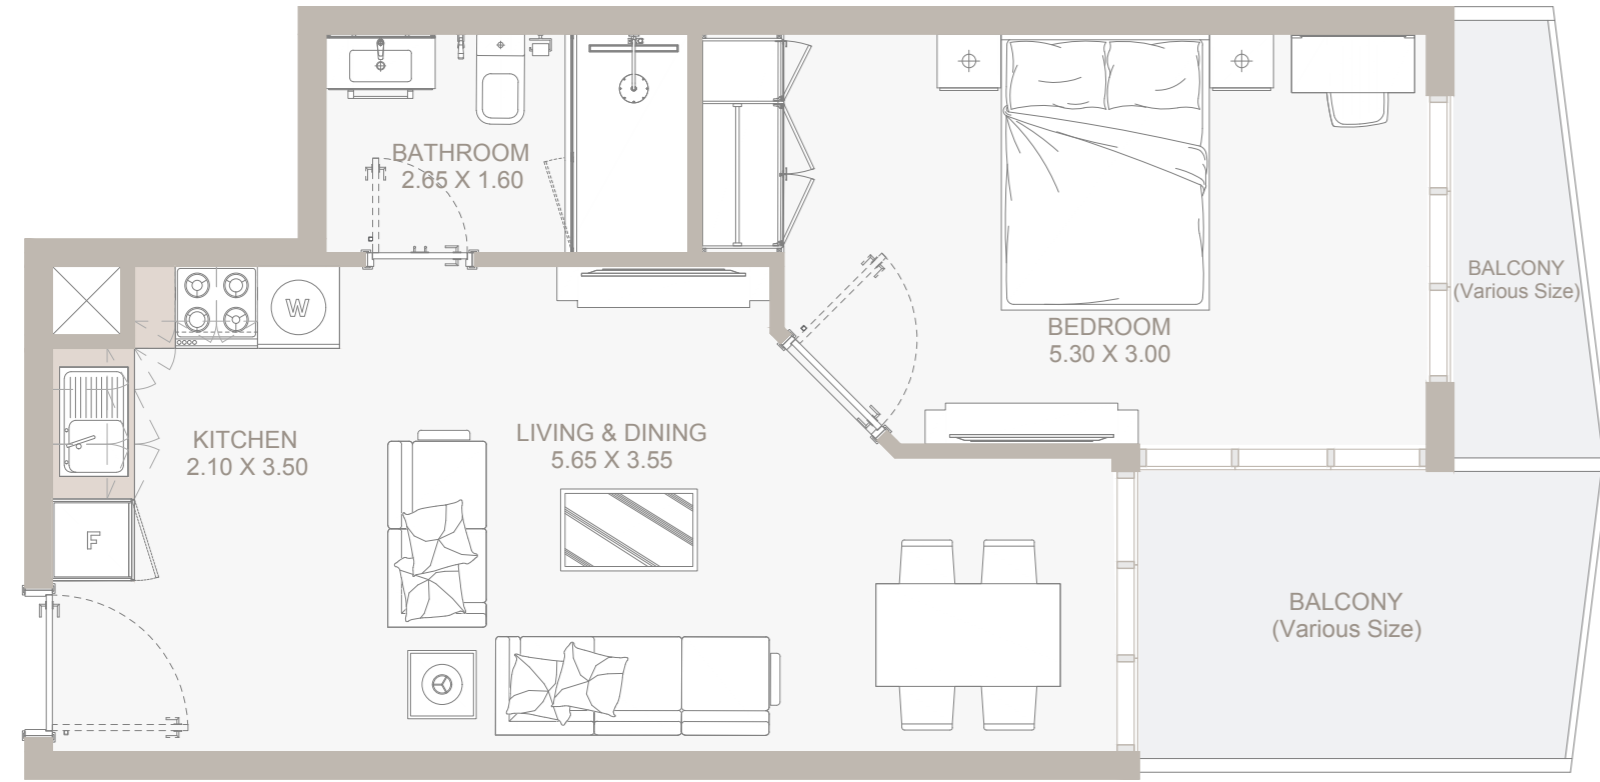 BATHROOM
2.65 X 1.60
BALCONY
(Various Size)
W
BEDROOM
5.30 X 3.00
KITCHEN
2.10 X 3.50
LIVING & DINING
5.65 X 3.55
F
BALCONY
(Various Size)